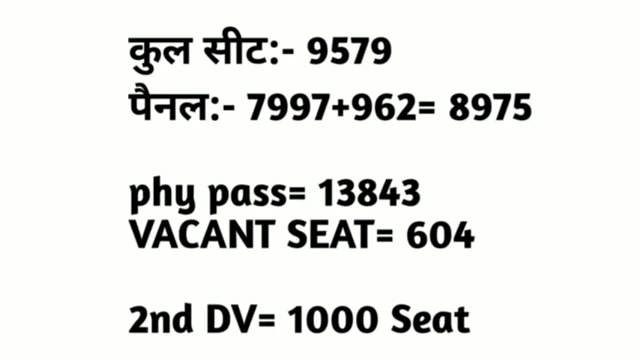 कुल सीट:- 9579
पैनल:- 7997+962= 8975
phy pass= 13843
VACANT SEAT= 604
2nd DV= 1000 Seat